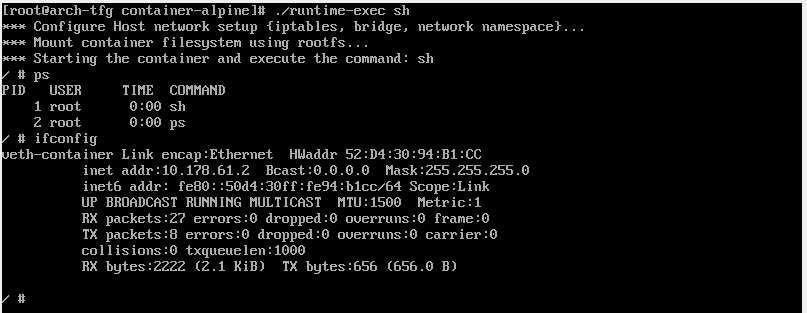 [root@arch-tfg container-alpine]# ./runtime-exec sh
*** Configure Host network setup {iptables, bridge, network namespace}...
*** Mount container filesystem using rootfs...
*** Starting the container and execute the command: sh
/ # ps
PID   USER     TIME  COMMAND
    1 root      0:00 sh
    2 root      0:00 ps
/ # ifconfig
veth-container Link encap:Ethernet  HWaddr 52:D4:30:94:B1:CC
          inet addr:10.178.61.2  Bcast:0.0.0.0  Mask:255.255.255.0
          inet6 addr: fe80::50d4:30ff:fe94:b1cc/64 Scope:Link
          UP BROADCAST RUNNING MULTICAST  MTU:1500  Metric:1
          RX packets:27 errors:0 dropped:0 overruns:0 frame:0
          TX packets:8 errors:0 dropped:0 overruns:0 carrier:0
          collisions:0 txqueuelen:1000
          RX bytes:2222 (2.1 KiB)  TX bytes:656 (656.0 B)
/ #